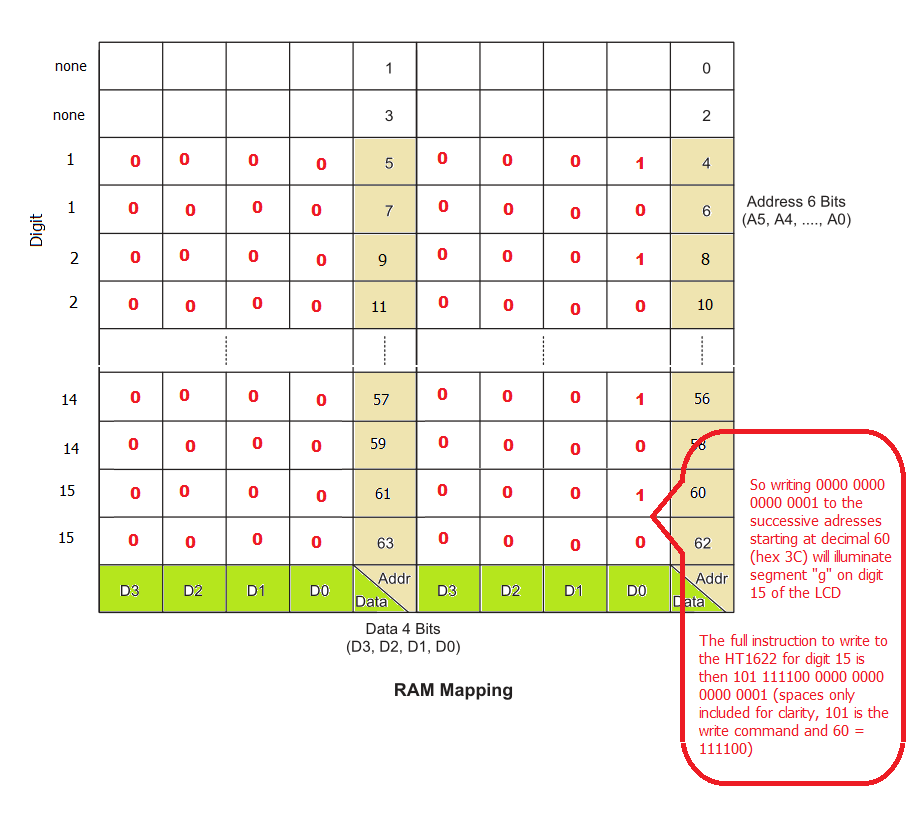 none 1 0
none 3 2
1 0 0 0 0 5 0 0 0 1 4
1 0 0 0 0 7 0 0 0 0 6
2 0 0 0 0 9 0 0 0 1 8
2 0 0 0 0 11 0 0 0 0 10
14 0 0 0 0 57 0 0 0 1 56
14 0 0 0 0 59 0 0 0 0 58
15 0 0 0 0 61 0 0 0 1 60
15 0 0 0 0 63 0 0 0 0 62
D3 D2 D1 D0 Addr Data D3 D2 D1 D0 Addr Data
Digit
Address 6 Bits
(A5, A4, ...., A0)
Data 4 Bits
(D3, D2, D1, D0)
RAM Mapping
So writing 0000 0000
0000 0001 to the
successive adresses
starting at decimal 60
(hex 3C) will illuminate
segment "g" on digit
15 of the LCD
The full instruction to write to
the HT1622 for digit 15 is
then 101 111100 0000 0000
0000 0001 (spaces only
included for clarity, 101 is the
write command and 60 =
111100)